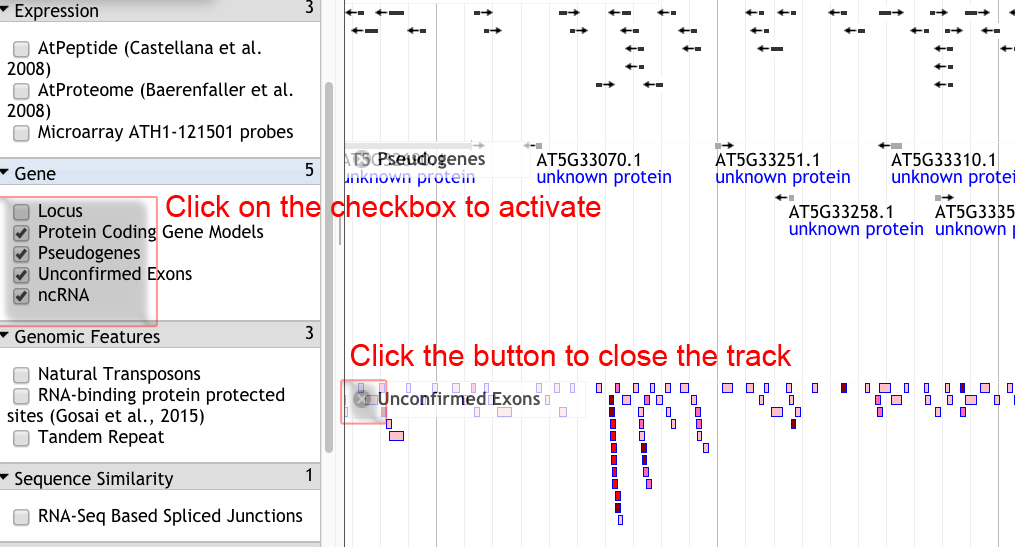 Expression 3
AtPeptide (Castellana et al.
2008)
AtProteome (Baerenfaller et al.
2008)
Microarray ATH1-121501 probes
Gene 5
Locus
Protein Coding Gene Models
Pseudogenes
Unconfirmed Exons
ncRNA
Genomic Features 3
Natural Transposons
RNA-binding protein protected
sites (Gosai et al., 2015)
Tandem Repeat
Sequence Similarity 1
RNA-Seq Based Spliced Junctions
Pseudogenes
unknown protein
AT5G33070.1
unknown protein
AT5G33251.1
unknown protein
AT5G33310.1
unknown protein
Click on the checkbox to activate
AT5G33258.1
unknown protein
AT5G335
unknown p
Click the button to close the track
Unconfirmed Exons